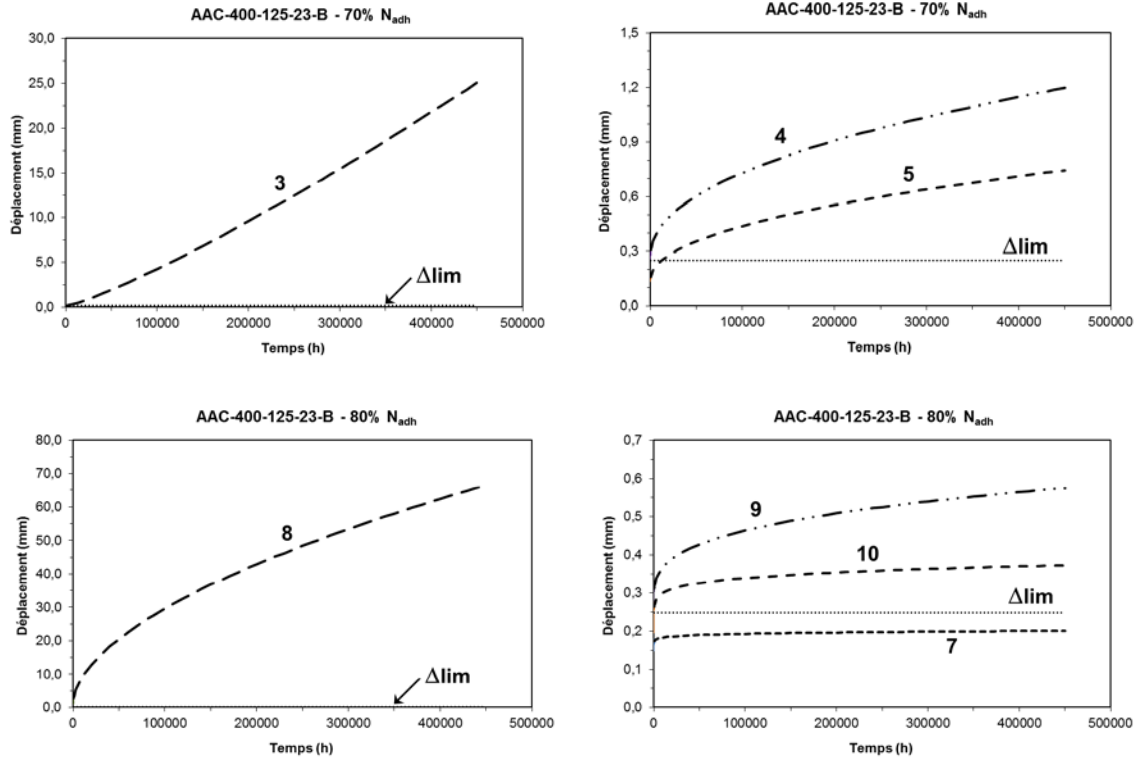 AAC-400-125-23-B - 70% Nadh
30,0
25,0
20,0
15,0
10,0
5,0
0,0
Déplacement (mm)
3
Δlim
0 100000 200000 300000 400000 500000
Temps (h)
AAC-400-125-23-B - 70% Nadh
1,5
1,2
0,9
0,6
0,3
0,0
Déplacement (mm)
4
5
Δlim
0 100000 200000 300000 400000 500000
Temps (h)
AAC-400-125-23-B - 80% Nadh
80,0
70,0
60,0
50,0
40,0
30,0
20,0
10,0
0,0
Déplacement (mm)
8
Δlim
0 100000 200000 300000 400000 500000
Temps (h)
AAC-400-125-23-B - 80% Nadh
0,7
0,6
0,5
0,4
0,3
0,2
0,1
0,0
Déplacement (mm)
9
10
Δlim
7
0 100000 200000 300000 400000 500000
Temps (h)